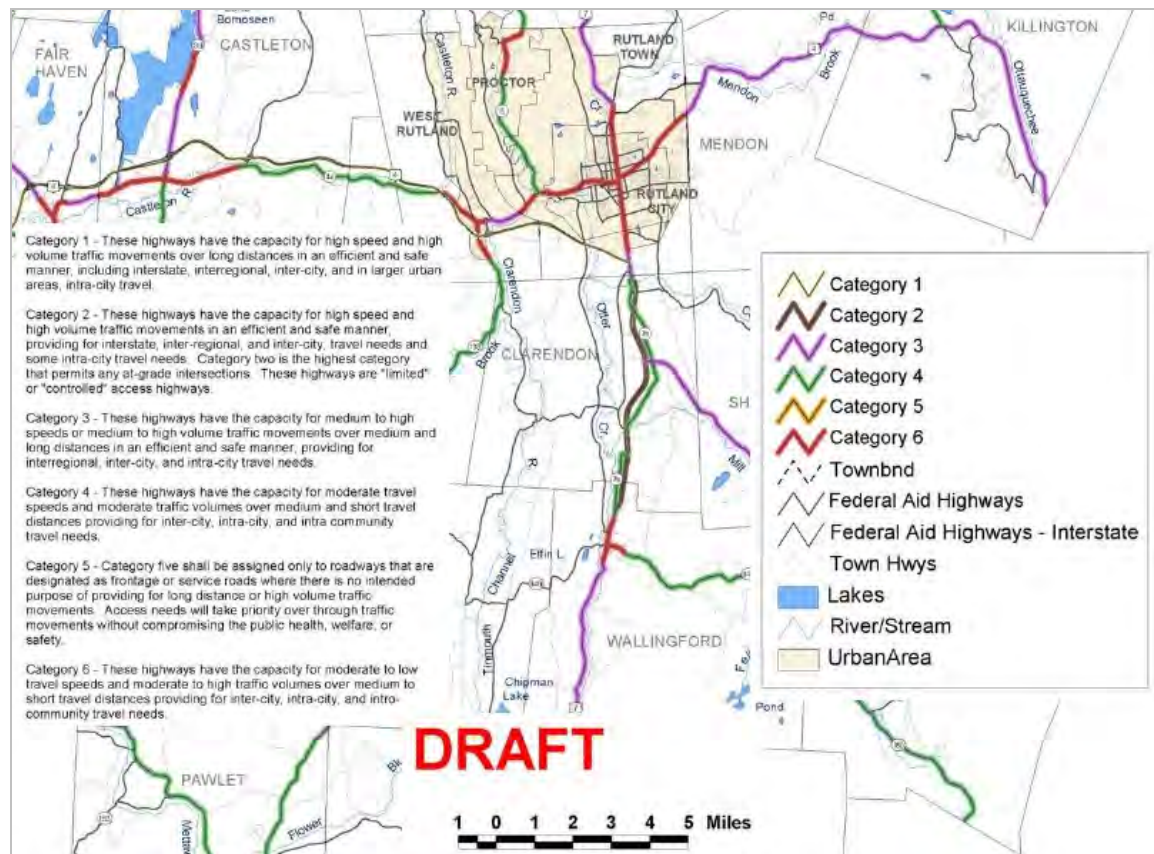 Bomoseen
CASTLETON
FAIR
HAVEN
Castleton R.
PROCTOR
RUTLAND
TOWN
WEST
RUTLAND
Cr.
Mendon
Brook
Pd.
KILLINGTON
Ottauquechee
MENDON
RUTLAND
CITY
Castleton R.
Category 1 - These highways have the capacity for high speed and high
volume traffic movements over long distances in an efficient and safe
manner, including interstate, interregional, inter-city, and in larger urban
areas, intra-city travel.
Category 2 - These highways have the capacity for high speed and
high volume traffic movements in an efficient and safe manner,
providing for interstate, inter-regional, and inter-city, travel needs and
some intra-city travel needs. Category two is the highest category
that permits any at-grade intersections. These highways are "limited"
or "controlled" access highways.
Category 3 - These highways have the capacity for medium to high
speeds or medium to high volume traffic movements over medium and
long distances in an efficient and safe manner, providing for
interregional, inter-city, and intra-city travel needs.
Category 4 - These highways have the capacity for moderate travel
speeds and moderate traffic volumes over medium and short travel
distances providing for inter-city, intra-city, and intra community
travel needs.
Category 5 - Category five shall be assigned only to roadways that are
designated as frontage or service roads where there is no intended
purpose of providing for long distance or high volume traffic
movements. Access needs will take priority over through traffic
movements without compromising the public health, welfare, or
safety.
Category 6 - These highways have the capacity for moderate to low
travel speeds and moderate to high traffic volumes over medium to
short travel distances providing for inter-city, intra-city, and intro-
community travel needs.
Clarendon
Brook
CLARENDON
Otter
Cr.
SH
Mill
R.
Elfin L.
Channel
Tinmouth
Chipman
Lake
WALLINGFORD
7
Category 1
Category 2
Category 3
Category 4
Category 5
Category 6
Townbnd
Federal Aid Highways
Federal Aid Highways - Interstate
Town Hwys
Lakes
River/Stream
UrbanArea
Pond
PAWLET
Mettaw
Flower
Bk
DRAFT
1 0 1 2 3 4 5 Miles